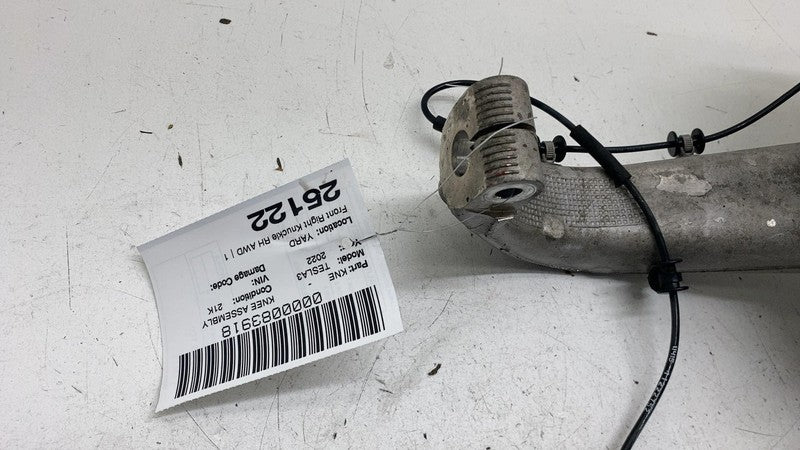 0000083918
KNEE ASSEMBLY
Part: KNE -
Condition: 21K
Model: TESLA3
VIN:
Yr.: 2022
Damage Code:
Location: YARD
Front Right Knuckle RH AWD | 1
25122